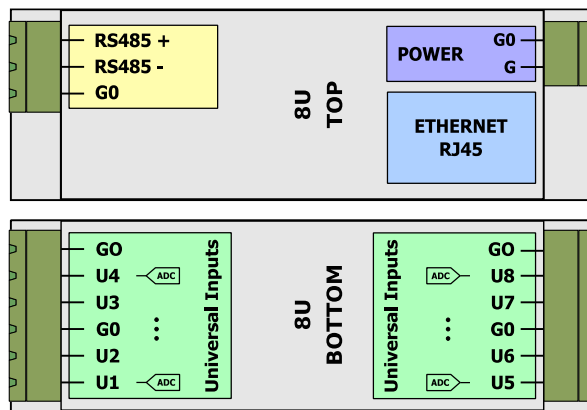 RS485 +
RS485 -
G0
8U
TOP
POWER
G0
G
ETHERNET
RJ45
GO
U4
ADC
U3
G0
U2
U1
ADC
Universal Inputs
8U
BOTTOM
Universal Inputs
GO
ADC
U8
U7
G0
U6
ADC
U5